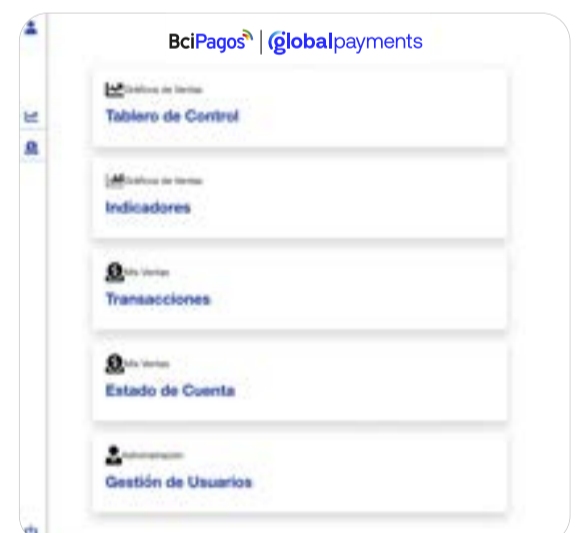 BciPagos | globalpayments
Gráficos de Ventas
Tablero de Control
Gráficos de Ventas
Indicadores
Mis Ventas
Transacciones
Mis Ventas
Estado de Cuenta
Administración
Gestión de Usuarios